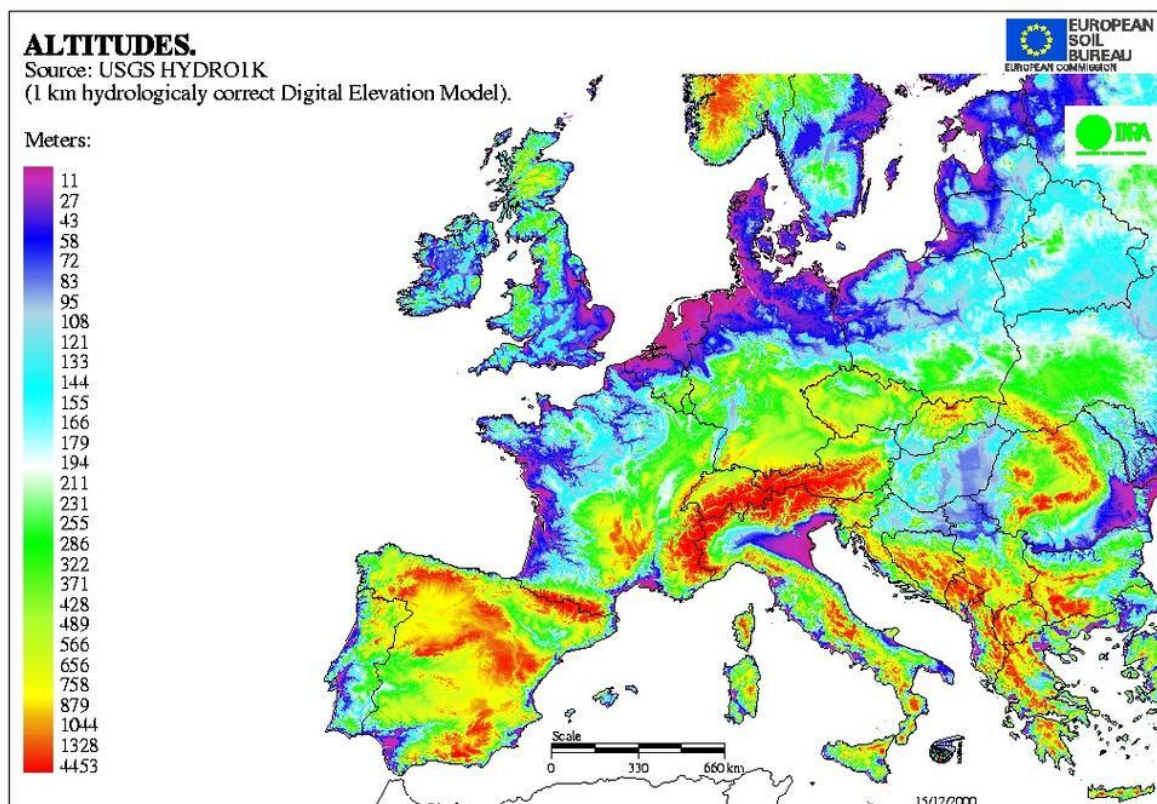 ALTITUDES.
Source: USGS HYDRO1K
(1 km hydrologicaly correct Digital Elevation Model).
EUROPEAN
SOIL
BUREAU
EUROPEAN COMMISSION
INRA
Meters:
11
27
43
58
72
83
95
108
121
133
144
155
166
179
194
211
231
255
286
322
371
489
566
656
758
879
1044
1328
4453
Scale
0 330 660 km
15/12/2000